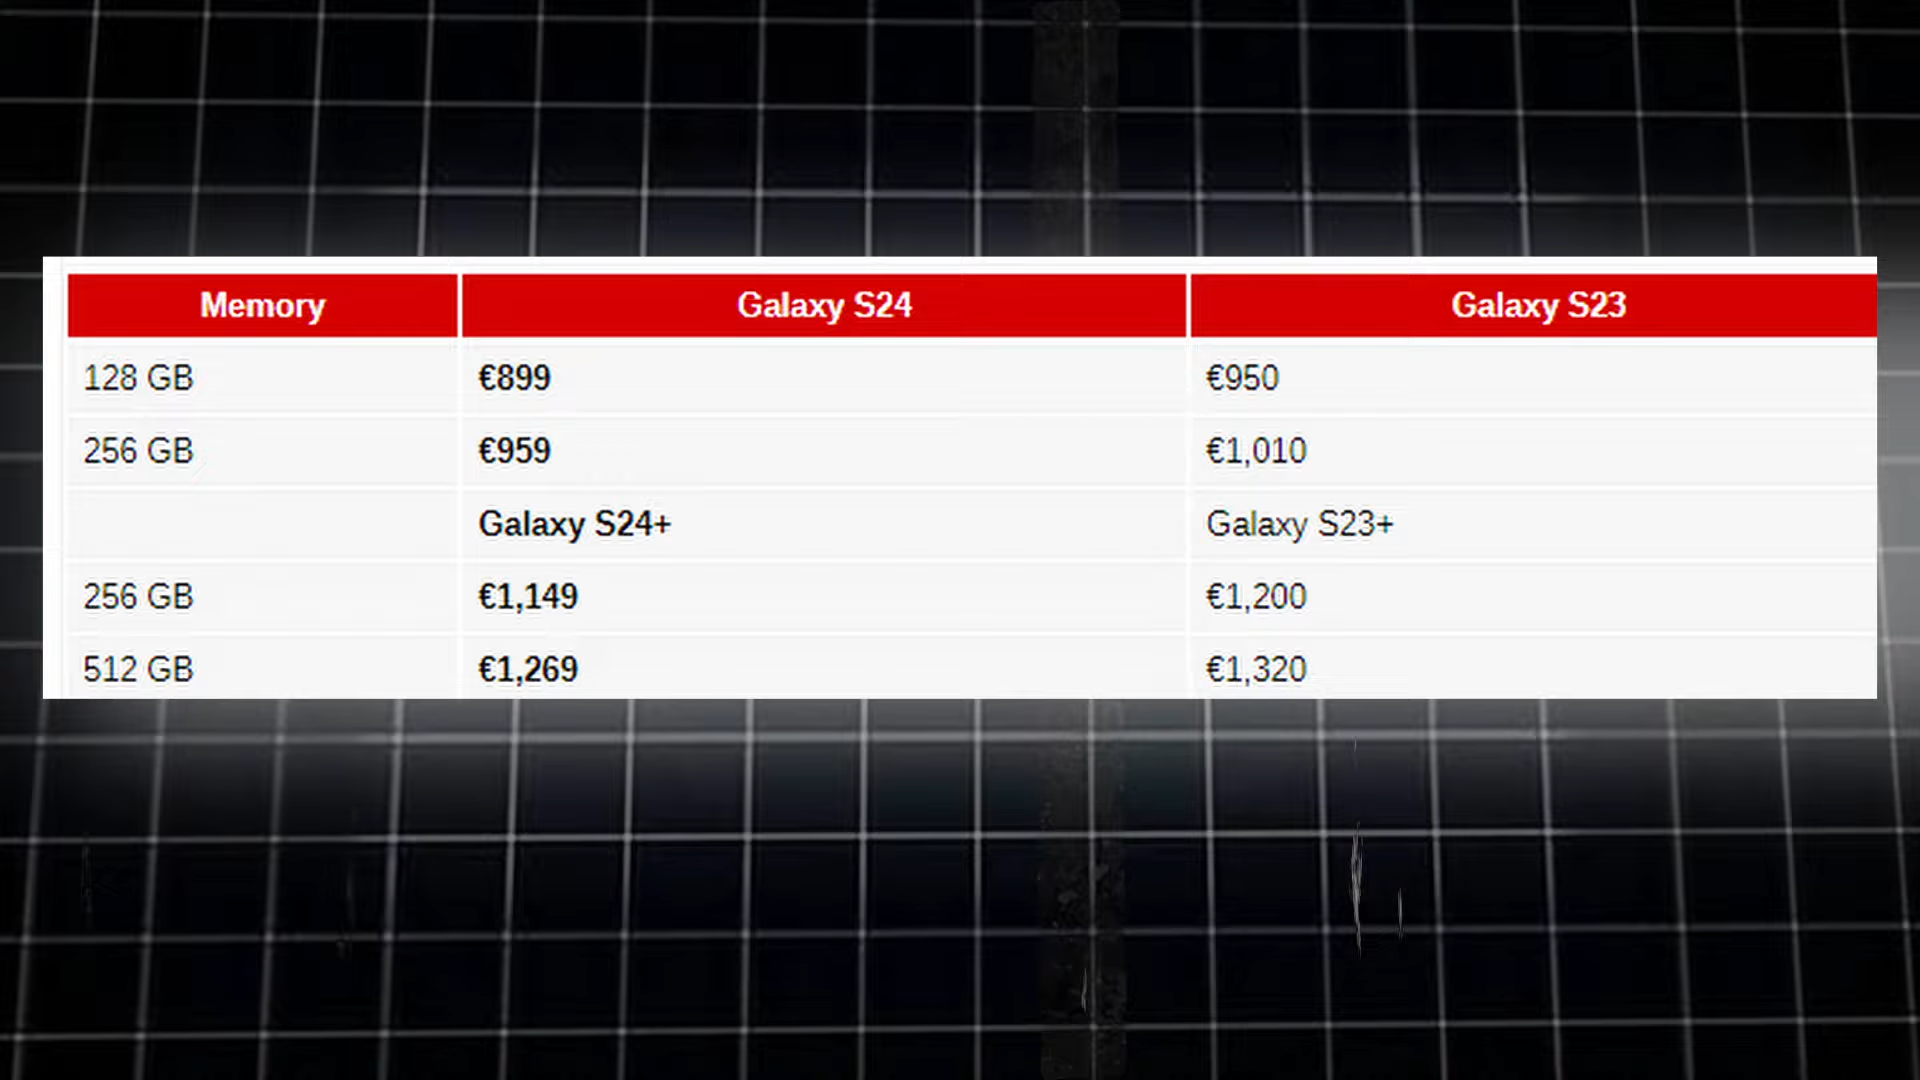 Memory Galaxy S24 Galaxy S23
128 GB €899 €950
256 GB €959 €1,010
Galaxy S24+ Galaxy S23+
256 GB €1,149 €1,200
512 GB €1,269 €1,320